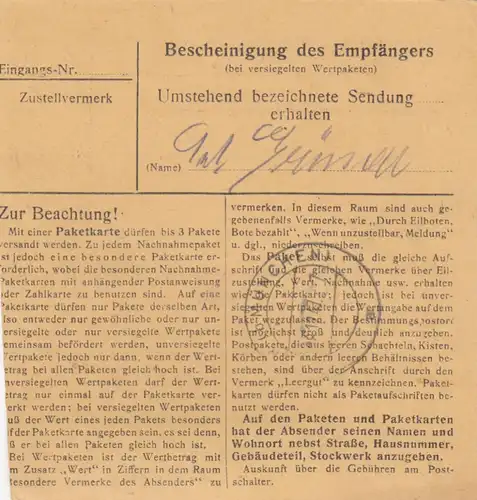 Bescheinigung des Empfängers
(bei versiegelten Wertpaketen)
Eingangs-Nr.
Zustellvermerk
Umstehend bezeichnete Sendung
erhalten
(Name)
Zur Beachtung!
Mit einer Paketkarte dürfen bis 3 Pakete
versandt werden. Zu jedem Nachnahmepaket
ist jedoch eine besondere Paketkarte er-
forderlich, wobei die besonderen Nachnahme-
Paketkarten mit anhängender Postanweisung
oder Zahlkarte zu benutzen sind. Auf eine
Paketkarte dürfen nur Pakete derselben Art,
also entweder nur gewöhnliche oder nur un-
versiegelte oder nur versiegelte Wertpakete
gemeinsam befördert werden, unversiegelte
Wertpakete jedoch nur dann, wenn der Wert-
betrag bei allen Paketen gleich hoch ist. Bei
unversiegelten Wertpaketen darf der Wert-
betrag nur einmal auf der Paketkarte ver-
merkt werden; bei versiegelten Wertpaketen
muß der Wert eines jeden Pakets besonders
auf der Paketkarte angegeben sein, es sei denn,
daß er bei allen Paketen gleich hoch ist.
Bei Wertpaketen ist der Wertbetrag mit
dem Zusatz „Wert" in Ziffern in dem Raum
„Besondere Vermerke des Absenders" zu
vermerken. In diesem Raum sind auch ge-
gebenenfalls Vermerke, wie „Durch Eilboten,
Bote bezahlt", „Wenn unzustellbar, Meldung"
u. dgl., niederzuschreiben.
Das Paket selbst muß die gleiche Auf-
schrift und die gleichen Vermerke über Eil-
zustellung, Wert, Nachnahme usw. erhalten
wie die Paketkarte; jedoch ist bei unver-
siegelten Wertpaketen die Wertangabe auf dem
Paket wegzulassen. Der Bestimmungspostort
ist möglichst groß und deutlich anzugeben.
Postpakete, die aus leeren Schachteln, Kisten,
Körben oder andern leeren Behältnissen be-
stehen, sind über der Anschrift durch den
Vermerk „Leergut" zu kennzeichnen. Paket-
karten dürfen nicht als Paketaufschriften be-
nutzt werden.
Auf den Paketen und Paketkarten
hat der Absender seinen Namen und
Wohnort nebst Straße, Hausnummer,
Gebäudeteil, Stockwerk anzugeben.
Auskunft über die Gebühren am Post-
schalter.